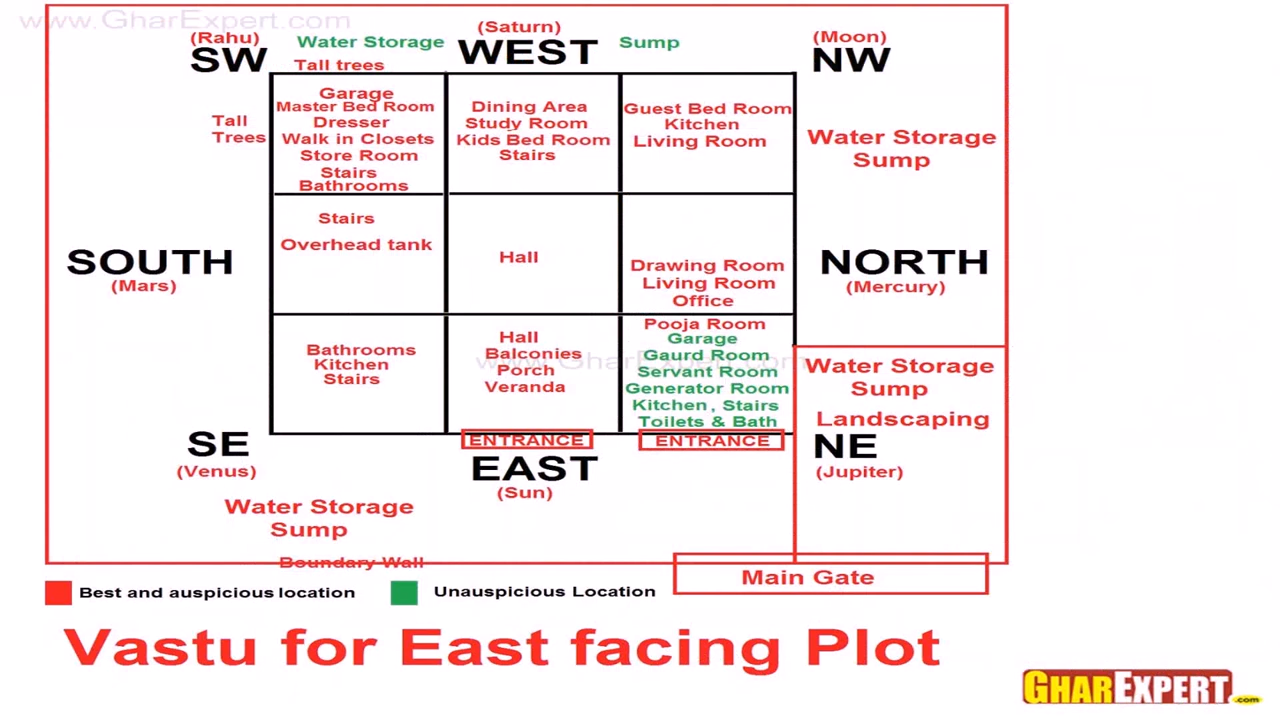 www.GharExpert.com
(Rahu)
SW
Water Storage
(Saturn)
WEST
Sump
(Moon)
NW
Tall trees
Tall
Trees
Garage
Master Bed Room
Dresser
Walk in Closets
Store Room
Stairs
Bathrooms
Dining Area
Study Room
Kids Bed Room
Stairs
Guest Bed Room
Kitchen
Living Room
Water Storage
Sump
SOUTH
(Mars)
Stairs
Overhead tank
Hall
Drawing Room
Living Room
Office
NORTH
(Mercury)
Bathrooms
Kitchen
Stairs
Hall
Balconies
Porch
Veranda
www.GharExpert.com
Pooja Room
Garage
Gaurd Room
Servant Room
Generator Room
Kitchen , Stairs
Toilets & Bath
Water Storage
Sump
Landscaping
NE
(Jupiter)
SE
(Venus)
ENTRANCE
ENTRANCE
EAST
(Sun)
Water Storage
Sump
Boundary Wall
Main Gate
Best and auspicious location
Unauspicious Location
Vastu for East facing Plot
GHAREXPERT.com